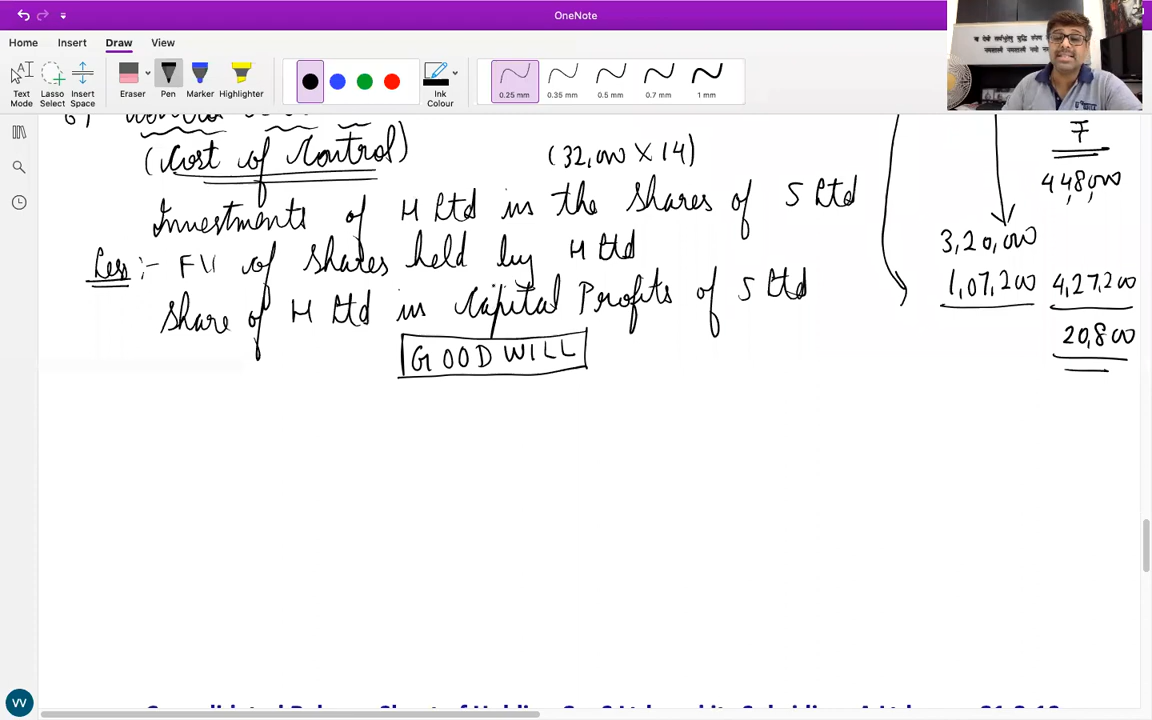 OneNote
Home Insert Draw View
Text Mode Lasso Select Insert Space Eraser Pen Marker Highlighter Ink Colour 0.25 mm 0.35 mm 0.5 mm 0.7 mm 1 mm
₹
(Cost of Control) (32,000 X 14) 4,48,000
Investments of H Ltd in the shares of S Ltd
3,20,000
Less :- FV of shares held by H Ltd
1,07,200 4,27,200
Share of H Ltd in Capital Profits of S Ltd
20,800
GOODWILL
VV